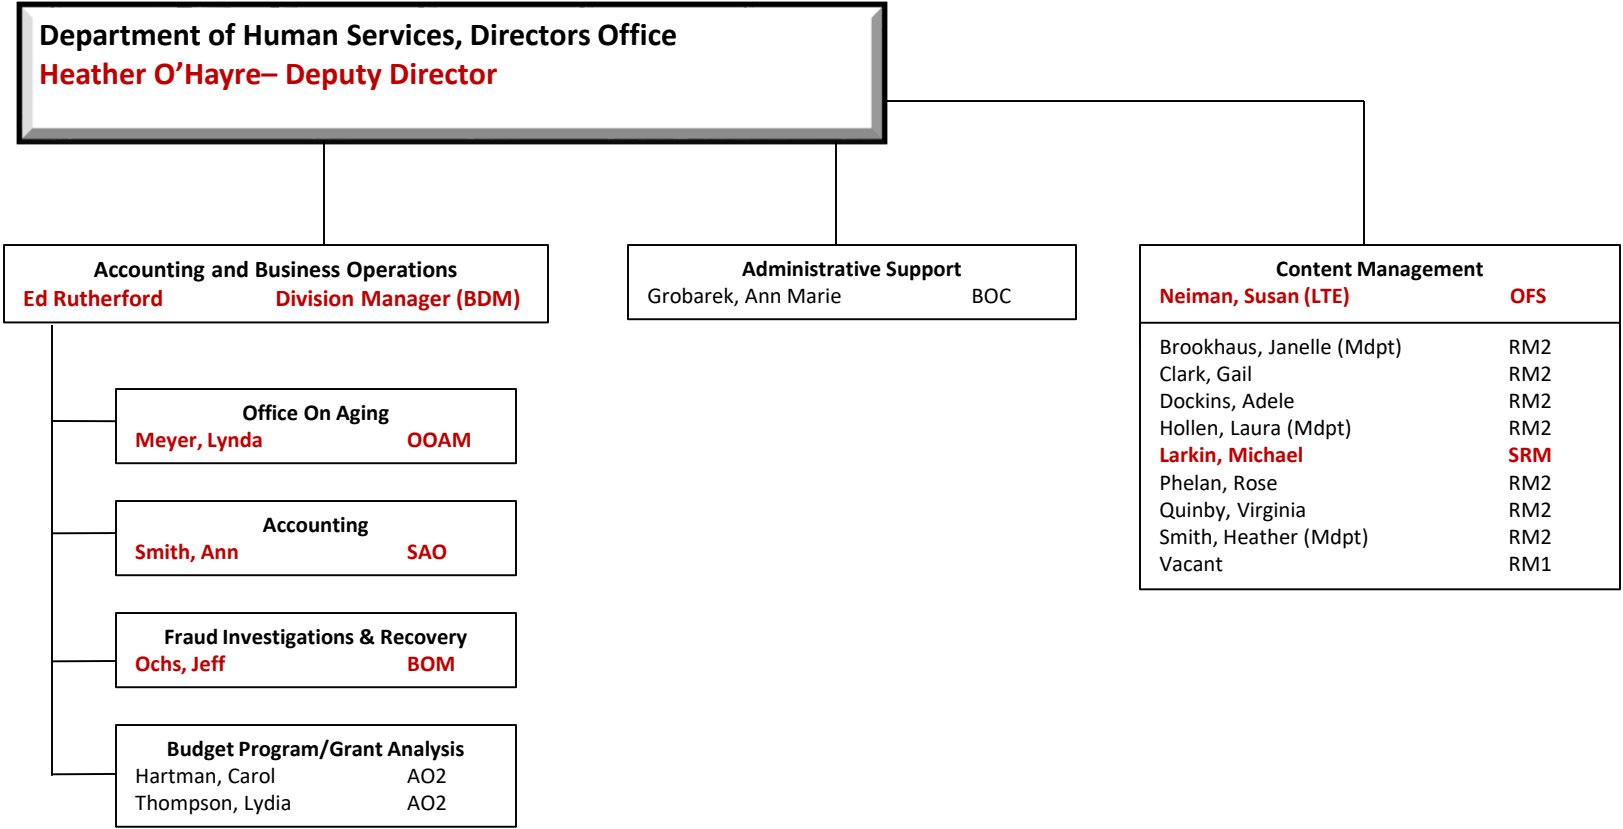 Department of Human Services, Directors Office
Heather O’Hayre– Deputy Director
Accounting and Business Operations
Ed Rutherford Division Manager (BDM)
Office On Aging
Meyer, Lynda OOAM
Accounting
Smith, Ann SAO
Fraud Investigations & Recovery
Ochs, Jeff BOM
Budget Program/Grant Analysis
Hartman, Carol AO2
Thompson, Lydia AO2
Administrative Support
Grobarek, Ann Marie BOC
Content Management
Neiman, Susan (LTE) OFS
Brookhaus, Janelle (Mdpt) RM2
Clark, Gail RM2
Dockins, Adele RM2
Hollen, Laura (Mdpt) RM2
Larkin, Michael SRM
Phelan, Rose RM2
Quinby, Virginia RM2
Smith, Heather (Mdpt) RM2
Vacant RM1